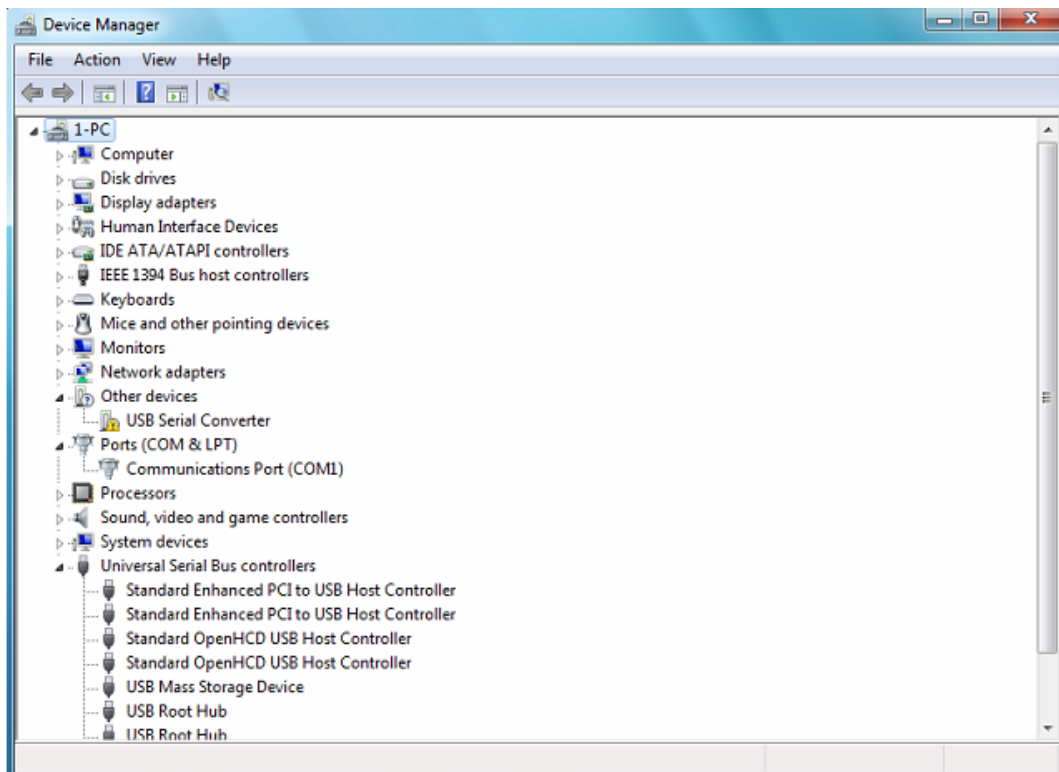 Device Manager
File Action View Help
1-PC
Computer
Disk drives
Display adapters
Human Interface Devices
IDE ATA/ATAPI controllers
IEEE 1394 Bus host controllers
Keyboards
Mice and other pointing devices
Monitors
Network adapters
Other devices
USB Serial Converter
Ports (COM & LPT)
Communications Port (COM1)
Processors
Sound, video and game controllers
System devices
Universal Serial Bus controllers
Standard Enhanced PCI to USB Host Controller
Standard Enhanced PCI to USB Host Controller
Standard OpenHCD USB Host Controller
Standard OpenHCD USB Host Controller
USB Mass Storage Device
USB Root Hub
USB Root Hub